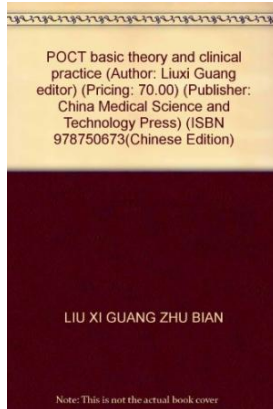 POCT basic theory and clinical
practice (Author: Liuxi Guang
editor) (Pricing: 70.00) (Publisher:
China Medical Science and
Technology Press) (ISBN
978750673(Chinese Edition)
LIU XI GUANG ZHU BIAN
Note: This is not the actual book cover